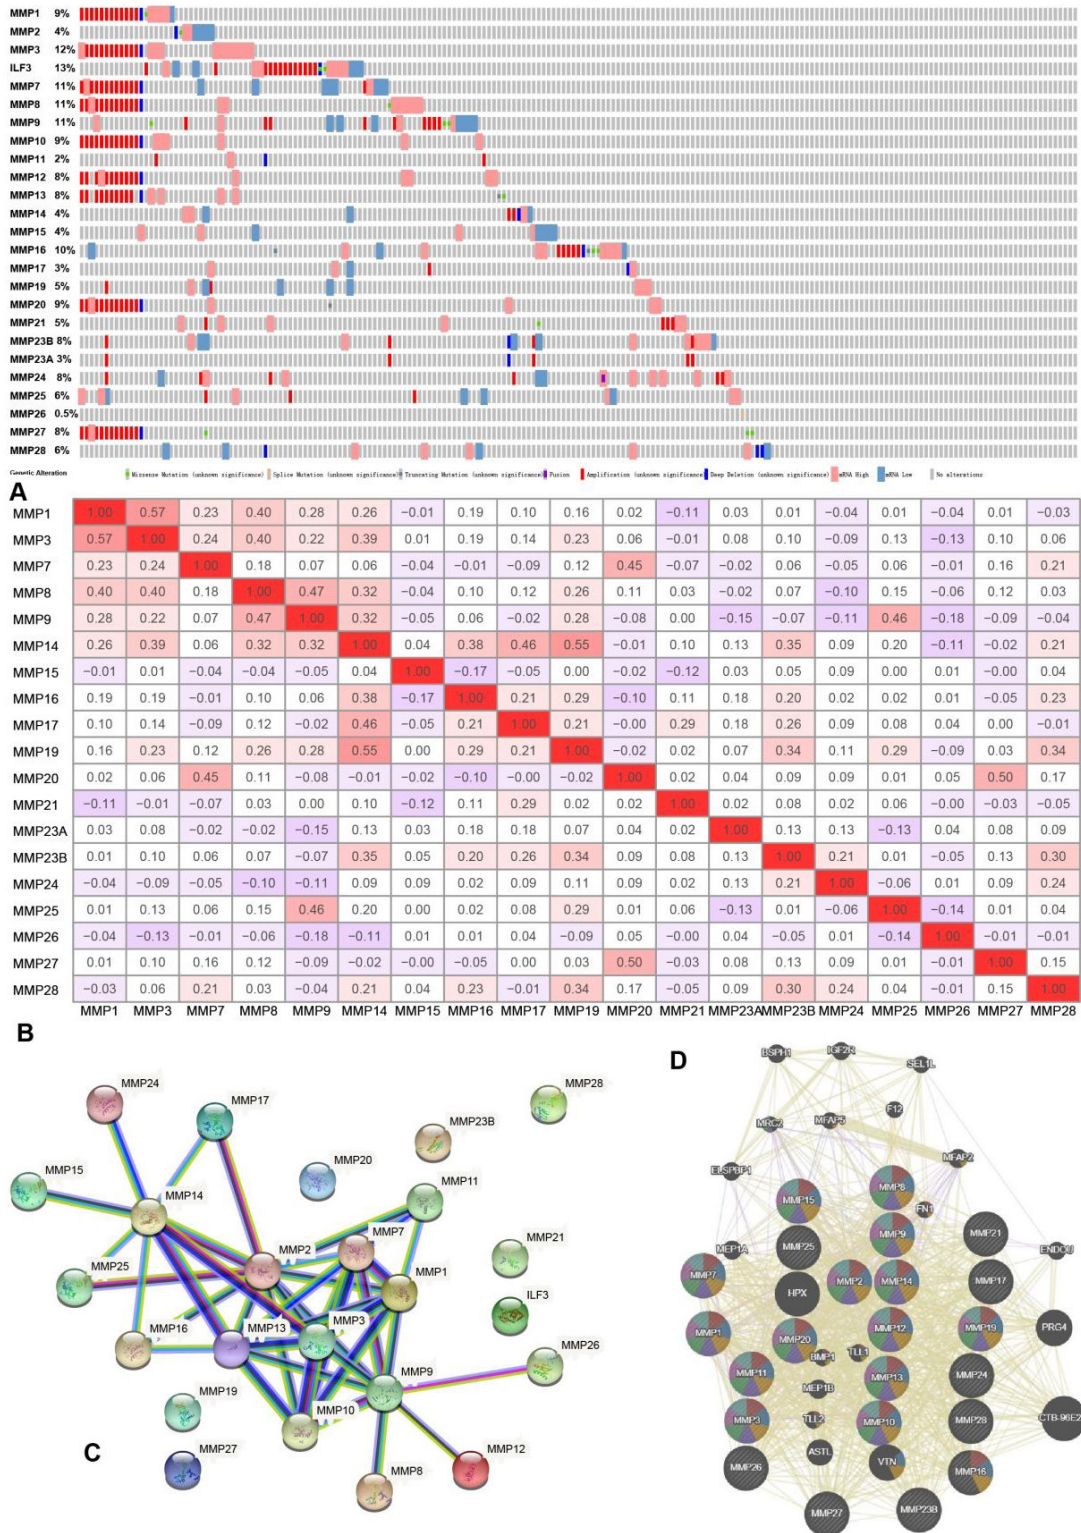 MMP1 9%
MMP2 4%
MMP3 12%
ILF3 13%
MMP7 11%
MMP8 11%
MMP9 11%
MMP10 9%
MMP11 2%
MMP12 8%
MMP13 8%
MMP14 4%
MMP15 4%
MMP16 10%
MMP17 3%
MMP19 5%
MMP20 9%
MMP21 5%
MMP23B 8%
MMP23A 3%
MMP24 8%
MMP25 6%
MMP26 0.5%
MMP27 8%
MMP28 6%
Genetic Alteration Missense Mutation (unknown significance) Splice Mutation (unknown significance) Truncating Mutation (unknown significance) Fusion Amplification (unknown significance) Deep Deletion (unknown significance) mRNA High mRNA Low No alterations
A
MMP1 1.00 0.57 0.23 0.40 0.28 0.26 −0.01 0.19 0.10 0.16 0.02 −0.11 0.03 0.01 −0.04 0.01 −0.04 0.01 −0.03
MMP3 0.57 1.00 0.24 0.40 0.22 0.39 0.01 0.19 0.14 0.23 0.06 −0.01 0.08 0.10 −0.09 0.13 −0.13 0.10 0.06
MMP7 0.23 0.24 1.00 0.18 0.07 0.06 −0.04 −0.01 −0.09 0.12 0.45 −0.07 −0.02 0.06 −0.05 0.06 −0.01 0.16 0.21
MMP8 0.40 0.40 0.18 1.00 0.47 0.32 −0.04 0.10 0.12 0.26 0.11 0.03 −0.02 0.07 −0.10 0.15 −0.06 0.12 0.03
MMP9 0.28 0.22 0.07 0.47 1.00 0.32 −0.05 0.06 −0.02 0.28 −0.08 0.00 −0.15 −0.07 −0.11 0.46 −0.18 −0.09 −0.04
MMP14 0.26 0.39 0.06 0.32 0.32 1.00 0.04 0.38 0.46 0.55 −0.01 0.10 0.13 0.35 0.09 0.20 −0.11 −0.02 0.21
MMP15 −0.01 0.01 −0.04 −0.04 −0.05 0.04 1.00 −0.17 −0.05 0.00 −0.02 −0.12 0.03 0.05 0.09 0.00 0.01 −0.00 0.04
MMP16 0.19 0.19 −0.01 0.10 0.06 0.38 −0.17 1.00 0.21 0.29 −0.10 0.11 0.18 0.20 0.02 0.02 0.01 −0.05 0.23
MMP17 0.10 0.14 −0.09 0.12 −0.02 0.46 −0.05 0.21 1.00 0.21 −0.00 0.29 0.18 0.26 0.09 0.08 0.04 0.00 −0.01
MMP19 0.16 0.23 0.12 0.26 0.28 0.55 0.00 0.29 0.21 1.00 −0.02 0.02 0.07 0.34 0.11 0.29 −0.09 0.03 0.34
MMP20 0.02 0.06 0.45 0.11 −0.08 −0.01 −0.02 −0.10 −0.00 −0.02 1.00 0.02 0.04 0.09 0.09 0.01 0.05 0.50 0.17
MMP21 −0.11 −0.01 −0.07 0.03 0.00 0.10 −0.12 0.11 0.29 0.02 0.02 1.00 0.02 0.08 0.02 0.06 −0.00 −0.03 −0.05
MMP23A 0.03 0.08 −0.02 −0.02 −0.15 0.13 0.03 0.18 0.18 0.07 0.04 0.02 1.00 0.13 0.13 −0.13 0.04 0.08 0.09
MMP23B 0.01 0.10 0.06 0.07 −0.07 0.35 0.05 0.20 0.26 0.34 0.09 0.08 0.13 1.00 0.21 0.01 −0.05 0.13 0.30
MMP24 −0.04 −0.09 −0.05 −0.10 −0.11 0.09 0.09 0.02 0.09 0.11 0.09 0.02 0.13 0.21 1.00 −0.06 0.01 0.09 0.24
MMP25 0.01 0.13 0.06 0.15 0.46 0.20 0.00 0.02 0.08 0.29 0.01 0.06 −0.13 0.01 −0.06 1.00 −0.14 0.01 0.04
MMP26 −0.04 −0.13 −0.01 −0.06 −0.18 −0.11 0.01 0.01 0.04 −0.09 0.05 −0.00 0.04 −0.05 0.01 −0.14 1.00 −0.01 −0.01
MMP27 0.01 0.10 0.16 0.12 −0.09 −0.02 −0.00 −0.05 0.00 0.03 0.50 −0.03 0.08 0.13 0.09 0.01 −0.01 1.00 0.15
MMP28 −0.03 0.06 0.21 0.03 −0.04 0.21 0.04 0.23 −0.01 0.34 0.17 −0.05 0.09 0.30 0.24 0.04 −0.01 0.15 1.00
MMP1 MMP3 MMP7 MMP8 MMP9 MMP14 MMP15 MMP16 MMP17 MMP19 MMP20 MMP21 MMP23A MMP23B MMP24 MMP25 MMP26 MMP27 MMP28
B
MMP24
MMP17
MMP28
MMP23B
MMP15
MMP20
MMP11
MMP14
MMP7
MMP2
MMP21
MMP25
MMP1
ILF3
MMP16
MMP13
MMP3
MMP26
MMP9
MMP19
MMP10
MMP27
MMP12
MMP8
C
D
BSPH1
IGF2R
SEL1L
F12
MRC2
MFAP5
MFAP2
ELSPBP1
MMP15
MMP8
FN1
MMP9
MMP21
MEP1A
MMP25
ENDOU
MMP7
MMP2
MMP14
MMP17
HPX
MMP1
MMP20
MMP12
MMP19
PRG4
BMP1
TLL1
MMP11
MEP1B
MMP13
MMP24
MMP3
TLL2
MMP10
MMP28
CTB-96E2
ASTL
VTN
MMP26
MMP16
MMP27
MMP23B